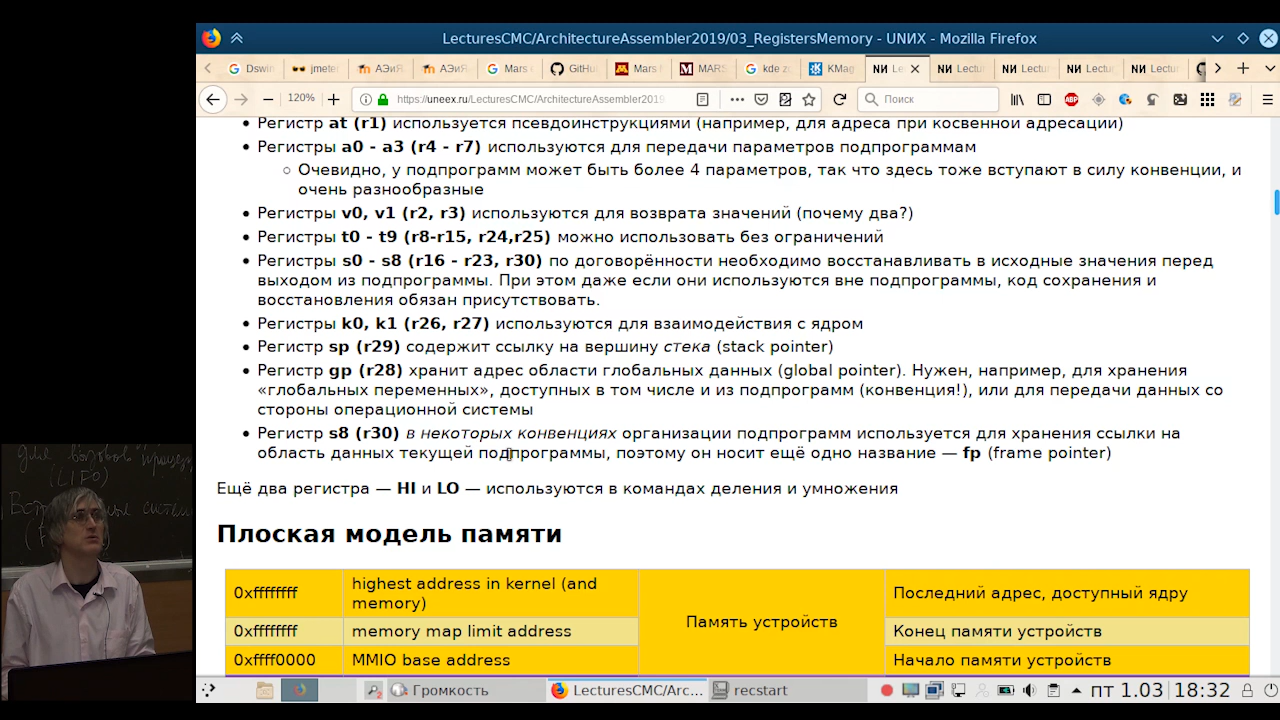 LecturesCMC/ArchitectureAssembler2019/03_RegistersMemory - UNИX - Mozilla Firefox
Dswin
jmeter
АЭиЯ
АЭиЯ
Mars
GitHu
Mars
MARS
kde zo
KMag
Lec
Lectu
Lectur
Lectu
Lectur
120%
https://uneex.ru/LecturesCMC/ArchitectureAssembler2019
Поиск
ABP
Регистр at (r1) используется псевдоинструкциями (например, для адреса при косвенной адресации)
Регистры a0 - a3 (r4 - r7) используются для передачи параметров подпрограммам
Очевидно, у подпрограмм может быть более 4 параметров, так что здесь тоже вступают в силу конвенции, и
очень разнообразные
Регистры v0, v1 (r2, r3) используются для возврата значений (почему два?)
Регистры t0 - t9 (r8-r15, r24,r25) можно использовать без ограничений
Регистры s0 - s8 (r16 - r23, r30) по договорённости необходимо восстанавливать в исходные значения перед
выходом из подпрограммы. При этом даже если они используются вне подпрограммы, код сохранения и
восстановления обязан присутствовать.
Регистры k0, k1 (r26, r27) используются для взаимодействия с ядром
Регистр sp (r29) содержит ссылку на вершину стека (stack pointer)
Регистр gp (r28) хранит адрес области глобальных данных (global pointer). Нужен, например, для хранения
«глобальных переменных», доступных в том числе и из подпрограмм (конвенция!), или для передачи данных со
стороны операционной системы
Регистр s8 (r30) в некоторых конвенциях организации подпрограмм используется для хранения ссылки на
область данных текущей подпрограммы, поэтому он носит ещё одно название — fp (frame pointer)
Ещё два регистра — HI и LO — используются в командах деления и умножения
Плоская модель памяти
0xffffffff highest address in kernel (and
memory) Память устройств Последний адрес, доступный ядру
0xffffffff memory map limit address Конец памяти устройств
0xffff0000 MMIO base address Начало памяти устройств
для
(LIFO)
Громкость
LecturesCMC/Arc...
recstart
пт 1.03
18:32